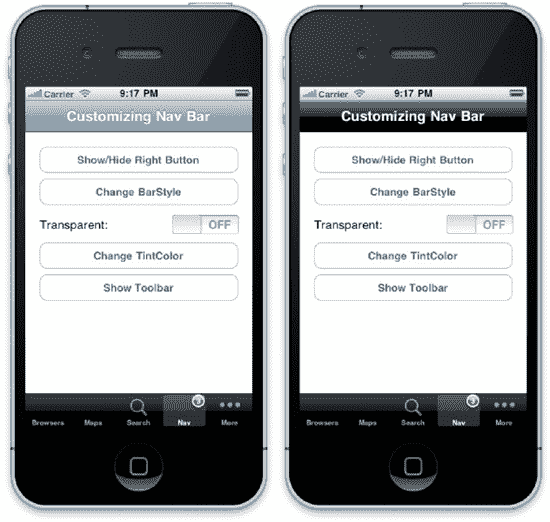 Carrier 9:17 PM
Customizing Nav Bar
Show/Hide Right Button
Change BarStyle
Transparent: OFF
Change TintColor
Show Toolbar
3
Browsers Maps Search Nav More
Carrier 9:17 PM
Customizing Nav Bar
Show/Hide Right Button
Change BarStyle
Transparent: OFF
Change TintColor
Show Toolbar
3
Browsers Maps Search Nav More